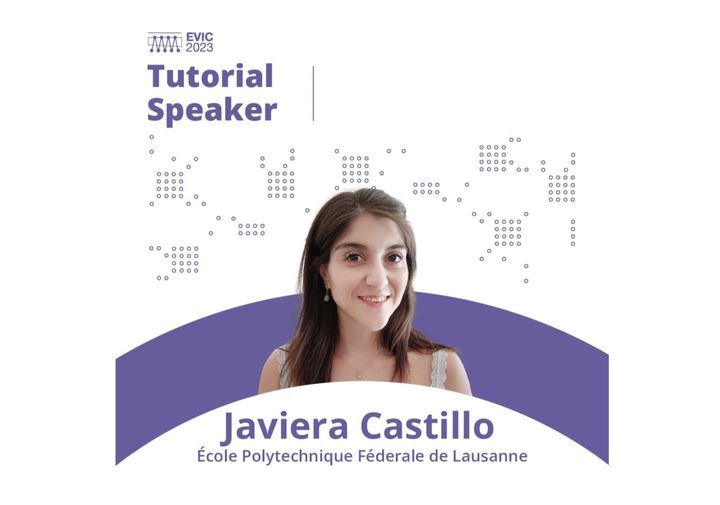 EVIC
2023
Tutorial
Speaker
Javiera Castillo
École Polytechnique Féderale de Lausanne